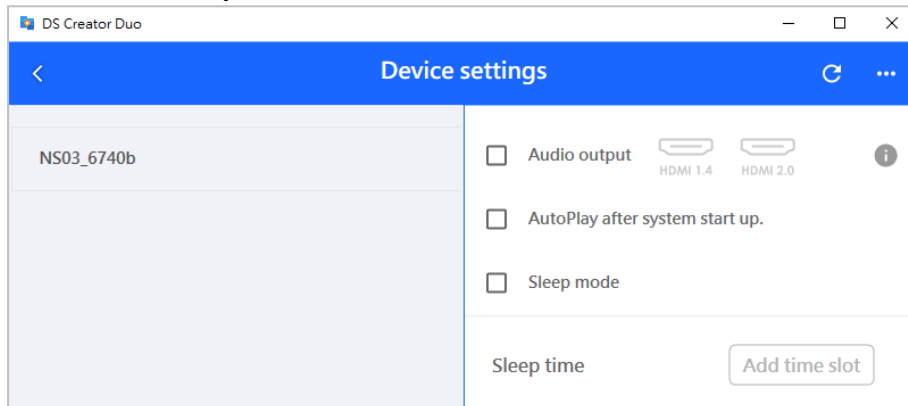 DS Creator Duo
Device settings
NS03_6740b
Audio output
HDMI 1.4
HDMI 2.0
AutoPlay after system start up.
Sleep mode
Sleep time
Add time slot